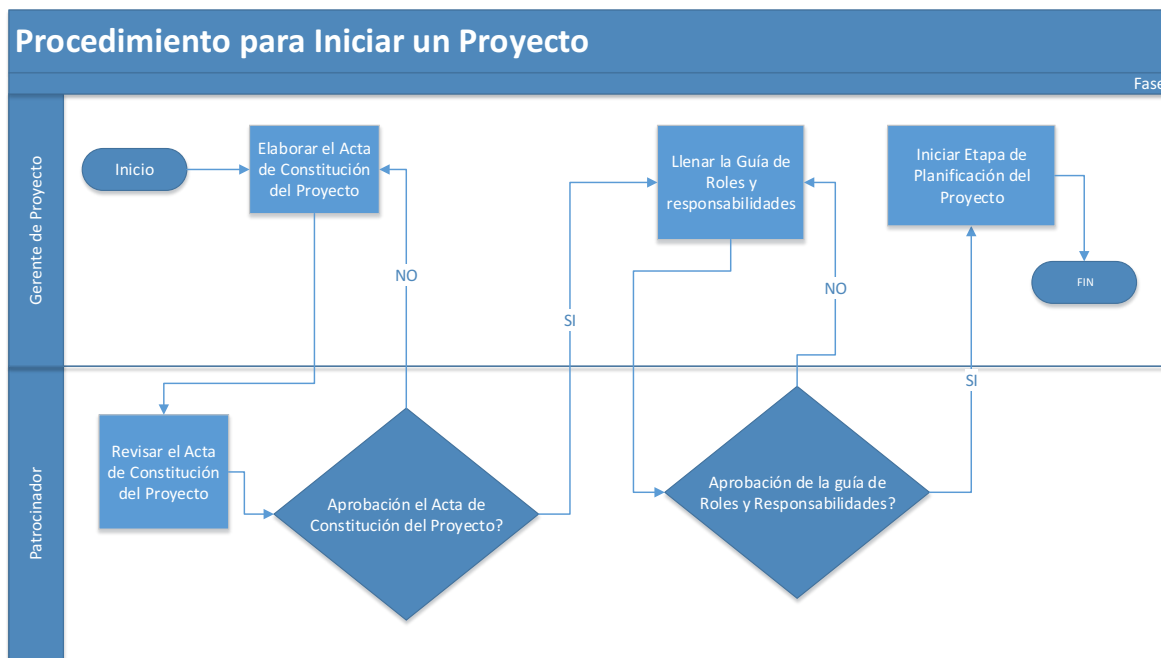 Procedimiento para Iniciar un Proyecto
Fase
Gerente de Proyecto
Inicio
Elaborar el Acta
de Constitución
del Proyecto
NO
SI
Llenar la Guía de
Roles y
responsabilidades
NO
Iniciar Etapa de
Planificación del
Proyecto
FIN
SI
Patrocinador
Revisar el Acta
de Constitución
del Proyecto
Aprobación el Acta de
Constitución del Proyecto?
Aprobación de la guía de
Roles y Responsabilidades?